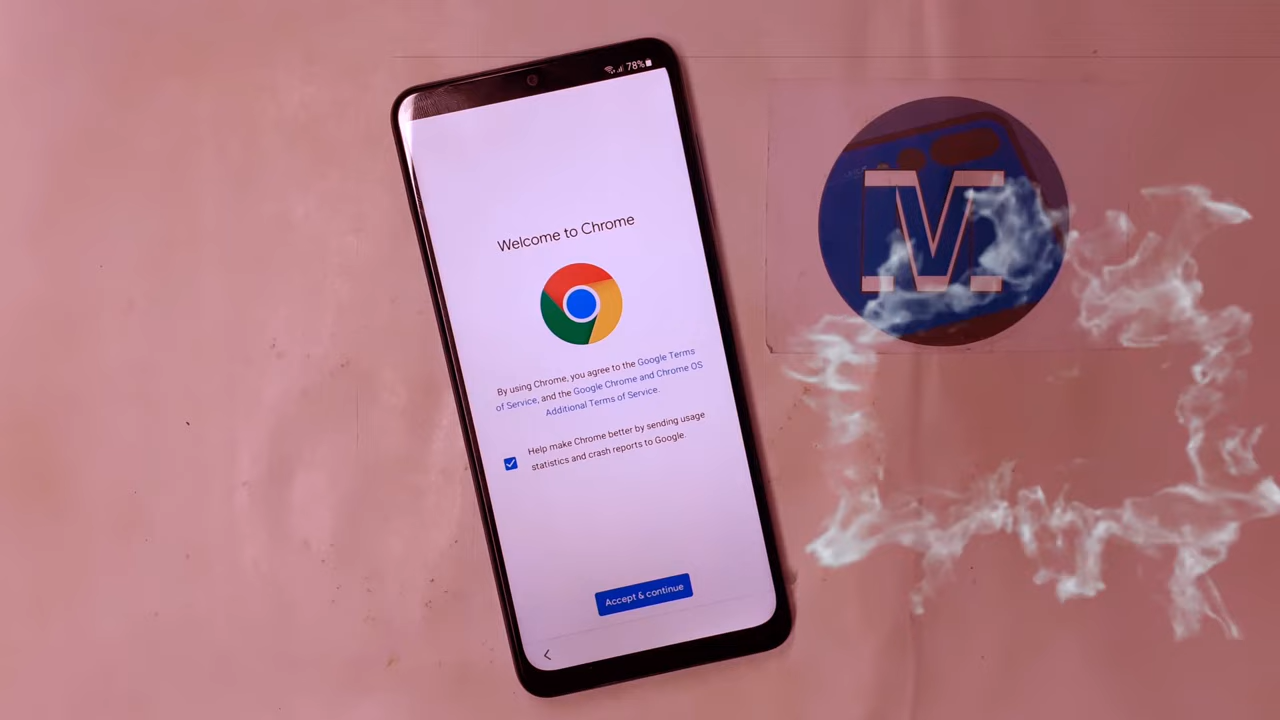 78%
Welcome to Chrome
By using Chrome, you agree to the Google Terms
of Service, and the Google Chrome and Chrome OS
Additional Terms of Service.
Help make Chrome better by sending usage
statistics and crash reports to Google.
Accept & continue
M